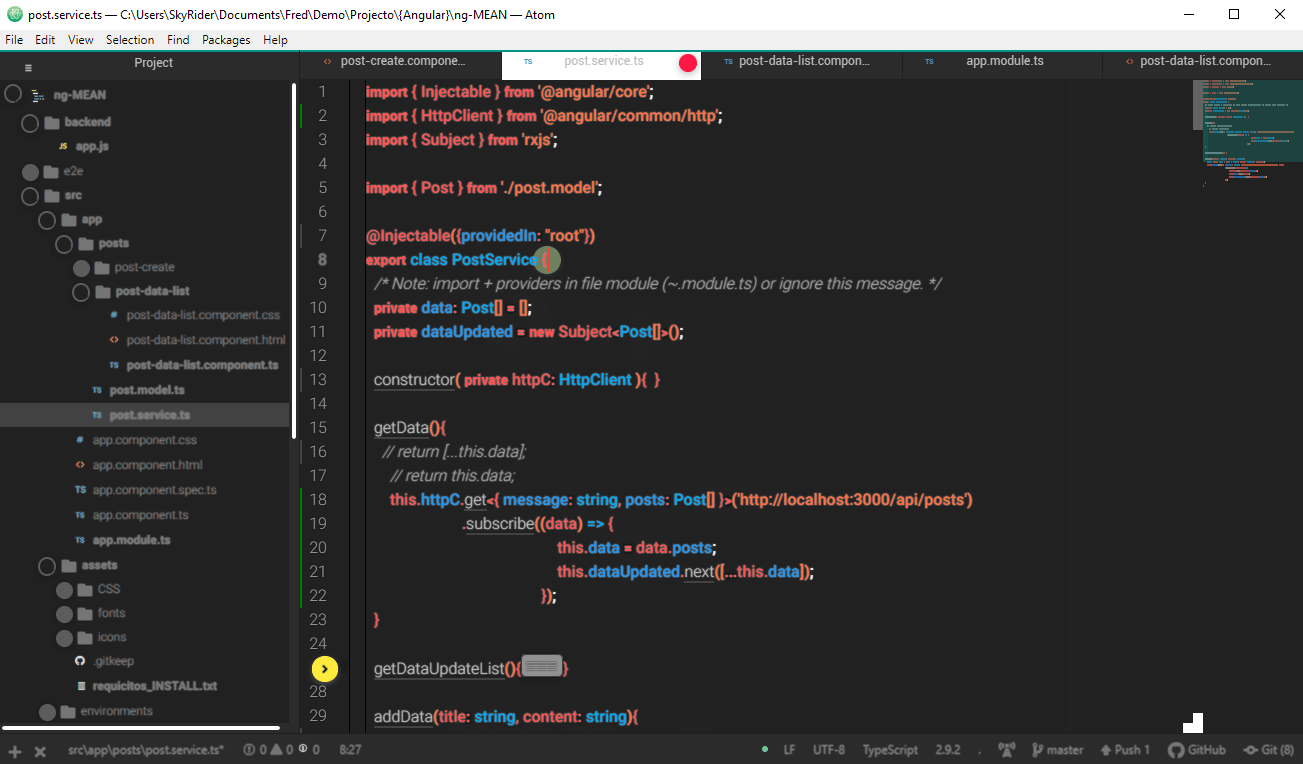 post.service.ts — C:\Users\SkyRider\Documents\Fred\Demo\Projecto\{Angular}\ng-MEAN — Atom
File Edit View Selection Find Packages Help
Project
post-create.compone...
TS post.service.ts
TS post-data-list.compon...
TS app.module.ts
post-data-list.compon...
ng-MEAN
backend
JS app.js
e2e
src
app
posts
post-create
post-data-list
# post-data-list.component.css
<> post-data-list.component.html
TS post-data-list.component.ts
TS post.model.ts
TS post.service.ts
# app.component.css
<> app.component.html
TS app.component.spec.ts
TS app.component.ts
TS app.module.ts
assets
CSS
fonts
icons
.gitkeep
requicitos_INSTALL.txt
environments
1 import { Injectable } from '@angular/core';
2 import { HttpClient } from '@angular/common/http';
3 import { Subject } from 'rxjs';
4
5 import { Post } from './post.model';
6
7 @Injectable({providedIn: "root"})
8 export class PostService {
9 /* Note: import + providers in file module (~.module.ts) or ignore this message. */
10 private data: Post[] = [];
11 private dataUpdated = new Subject<Post[]>();
12
13 constructor( private httpC: HttpClient ){ }
14
15 getData(){
16 // return [...this.data];
17 // return this.data;
18 this.httpC.get<{ message: string, posts: Post[] }>('http://localhost:3000/api/posts')
19 .subscribe((data) => {
20 this.data = data.posts;
21 this.dataUpdated.next([...this.data]);
22 });
23 }
24
getDataUpdateList(){ }
28
29 addData(title: string, content: string){
src\app\posts\post.service.ts* 0 0 0 8:27 LF UTF-8 TypeScript 2.9.2 . master Push 1 GitHub Git (8)